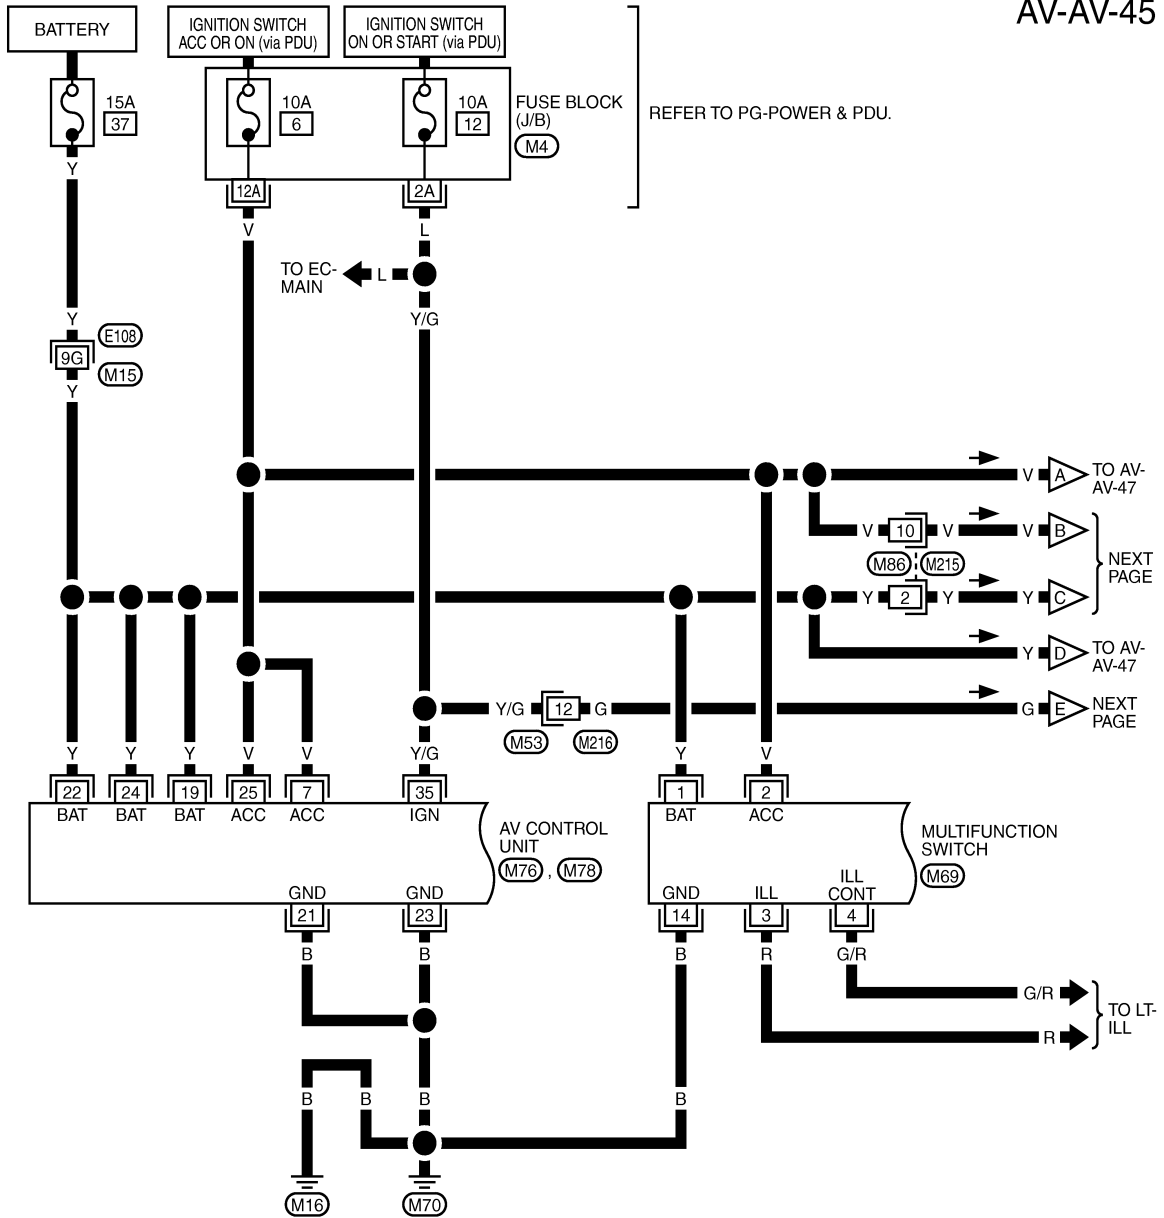 AV-AV-45
BATTERY
IGNITION SWITCH
ACC OR ON (via PDU)
IGNITION SWITCH
ON OR START (via PDU)
15A
37
10A
6
10A
12
FUSE BLOCK
(J/B)
M4
REFER TO PG-POWER & PDU.
12A
2A
Y
V
L
TO EC-
MAIN
L
Y
Y/G
E108
9G
M15
Y
V
A
TO AV-
AV-47
V
10
V
V
B
M86
M215
NEXT
PAGE
Y
2
Y
Y
C
Y
D
TO AV-
AV-47
Y/G
12
G
G
E
NEXT
PAGE
M53
M216
Y
Y
Y
V
V
Y/G
Y
V
22
24
19
25
7
35
1
2
BAT
BAT
BAT
ACC
ACC
IGN
BAT
ACC
AV CONTROL
UNIT
M76 , M78
MULTIFUNCTION
SWITCH
M69
GND
GND
GND
ILL
ILL
CONT
21
23
14
3
4
B
B
B
R
G/R
G/R
R
TO LT-
ILL
B
B
B
B
M16
M70